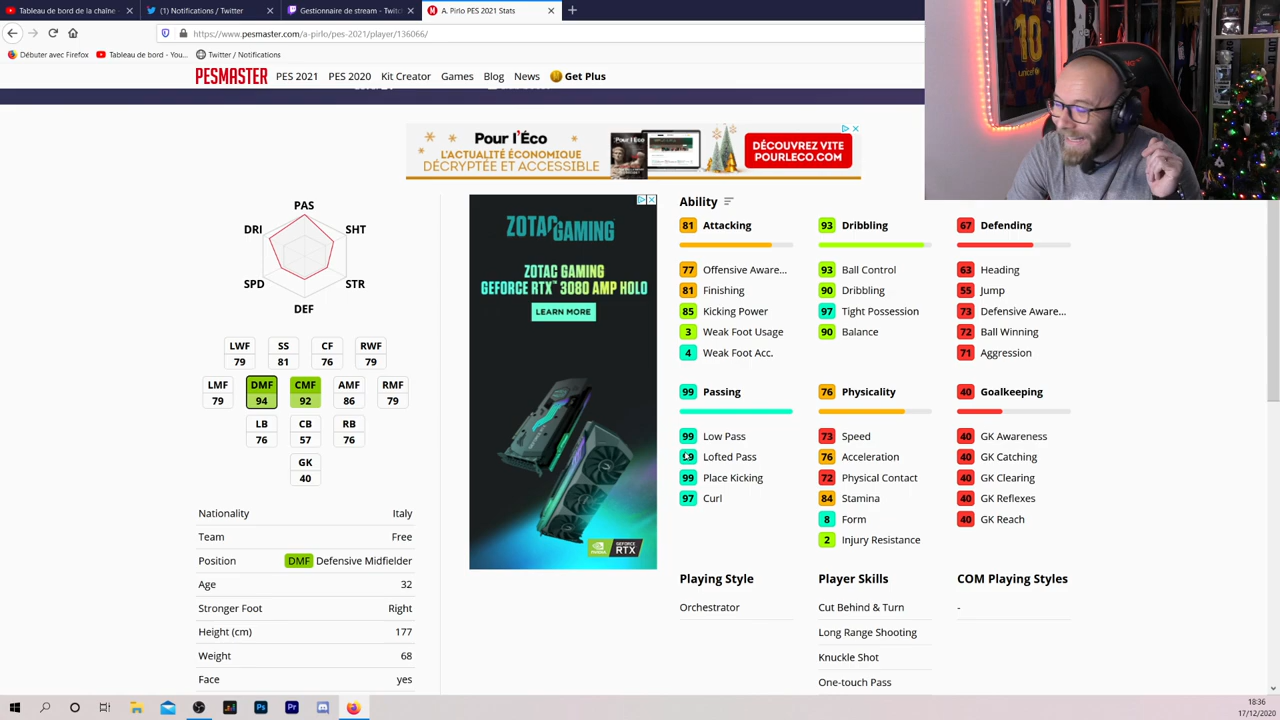 Tableau de bord de la chaîne
(1) Notifications / Twitter
Gestionnaire de stream - Twitc
A. Pirlo PES 2021 Stats
https://www.pesmaster.com/a-pirlo/pes-2021/player/136066/
Débuter avec Firefox
Tableau de bord - You...
Twitter / Notifications
PESMASTER
PES 2021
PES 2020
Kit Creator
Games
Blog
News
Get Plus
Pour l'Éco
L'ACTUALITÉ ÉCONOMIQUE
DÉCRYPTÉE ET ACCESSIBLE
DÉCOUVREZ VITE
POURLECO.COM
PAS
DRI
SHT
SPD
STR
DEF
LWF
79
SS
81
CF
76
RWF
79
LMF
79
DMF
94
CMF
92
AMF
86
RMF
79
LB
76
CB
57
RB
76
GK
40
Nationality Italy
Team Free
Position DMF Defensive Midfielder
Age 32
Stronger Foot Right
Height (cm) 177
Weight 68
Face yes
ZOTAC GAMING
ZOTAC GAMING
GEFORCE RTX™ 3080 AMP HOLO
LEARN MORE
NVIDIA
GEFORCE
RTX
Ability
81 Attacking
77 Offensive Aware...
81 Finishing
85 Kicking Power
3 Weak Foot Usage
4 Weak Foot Acc.
93 Dribbling
93 Ball Control
90 Dribbling
97 Tight Possession
90 Balance
67 Defending
63 Heading
55 Jump
73 Defensive Aware...
72 Ball Winning
71 Aggression
99 Passing
99 Low Pass
Lofted Pass
99 Place Kicking
97 Curl
76 Physicality
73 Speed
76 Acceleration
72 Physical Contact
84 Stamina
8 Form
2 Injury Resistance
40 Goalkeeping
40 GK Awareness
40 GK Catching
40 GK Clearing
40 GK Reflexes
40 GK Reach
Playing Style
Orchestrator
Player Skills
Cut Behind & Turn
Long Range Shooting
Knuckle Shot
One-touch Pass
COM Playing Styles
-
10
unicef
18:36
17/12/2020